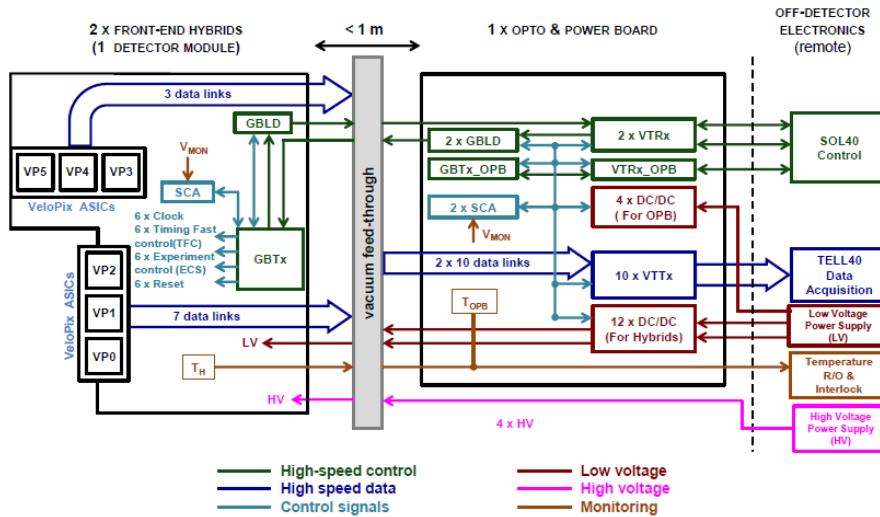 2 x FRONT-END HYBRIDS
(1 DETECTOR MODULE)
< 1 m
1 x OPTO & POWER BOARD
OFF-DETECTOR
ELECTRONICS
(remote)
3 data links
GBLD
VMON
VP5
VP4
VP3
SCA
VeloPix ASICs
6 x Clock
6 x Timing Fast
control(TFC)
6 x Experiment
control (ECS)
6 x Reset
GBTx
VP2
VP1
VP0
VeloPix ASICs
7 data links
LV
TH
HV
vacuum feed-through
2 x GBLD
2 x VTRx
GBTx_OPB
VTRx_OPB
2 x SCA
VMON
4 x DC/DC
( For OPB)
2 x 10 data links
10 x VTTx
TOPB
12 x DC/DC
(For Hybrids)
4 x HV
SOL40
Control
TELL40
Data
Acquisition
Low Voltage
Power Supply
(LV)
Temperature
R/O &
Interlock
High Voltage
Power Supply
(HV)
High-speed control
High speed data
Control signals
Low voltage
High voltage
Monitoring